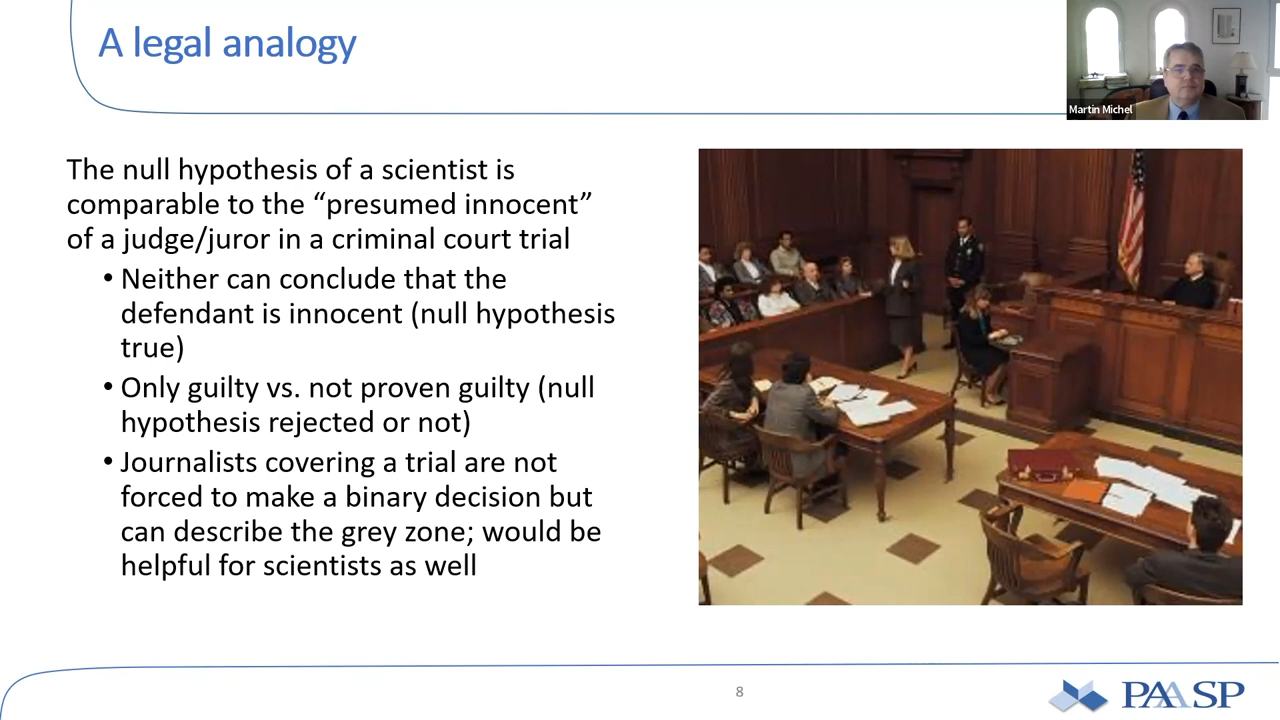 A legal analogy
Martin Michel
The null hypothesis of a scientist is
comparable to the “presumed innocent”
of a judge/juror in a criminal court trial
• Neither can conclude that the
defendant is innocent (null hypothesis
true)
• Only guilty vs. not proven guilty (null
hypothesis rejected or not)
• Journalists covering a trial are not
forced to make a binary decision but
can describe the grey zone; would be
helpful for scientists as well
8
PAASP